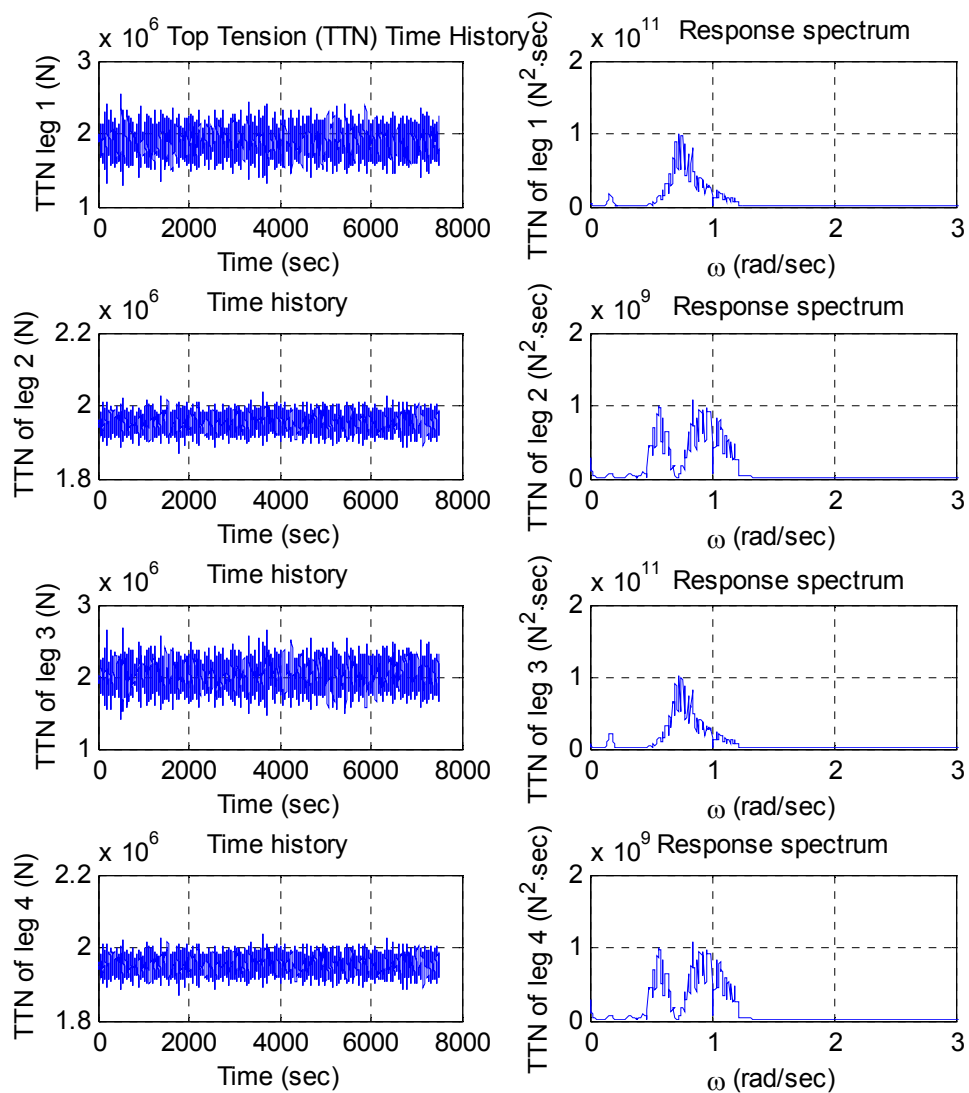 x 10^6 Top Tension (TTN) Time History
TTN leg 1 (N)
3
2
1
0 2000 4000 6000 8000
Time (sec)
x 10^11 Response spectrum
TTN of leg 1 (N^2·sec)
2
1
0
0 1 2 3
ω (rad/sec)
x 10^6 Time history
TTN of leg 2 (N)
2.2
2
1.8
0 2000 4000 6000 8000
Time (sec)
x 10^9 Response spectrum
TTN of leg 2 (N^2·sec)
2
1
0
0 1 2 3
ω (rad/sec)
x 10^6 Time history
TTN of leg 3 (N)
3
2
1
0 2000 4000 6000 8000
Time (sec)
x 10^11 Response spectrum
TTN of leg 3 (N^2·sec)
2
1
0
0 1 2 3
ω (rad/sec)
x 10^6 Time history
TTN of leg 4 (N)
2.2
2
1.8
0 2000 4000 6000 8000
Time (sec)
x 10^9 Response spectrum
TTN of leg 4 (N^2·sec)
2
1
0
0 1 2 3
ω (rad/sec)